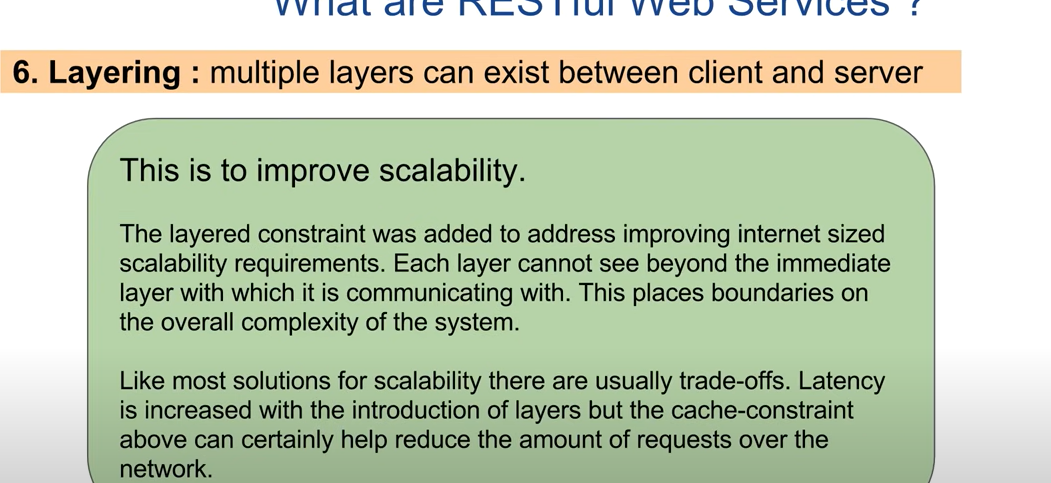 What are RESTful Web Services ?
6. Layering : multiple layers can exist between client and server
This is to improve scalability.
The layered constraint was added to address improving internet sized
scalability requirements. Each layer cannot see beyond the immediate
layer with which it is communicating with. This places boundaries on
the overall complexity of the system.
Like most solutions for scalability there are usually trade-offs. Latency
is increased with the introduction of layers but the cache-constraint
above can certainly help reduce the amount of requests over the
network.